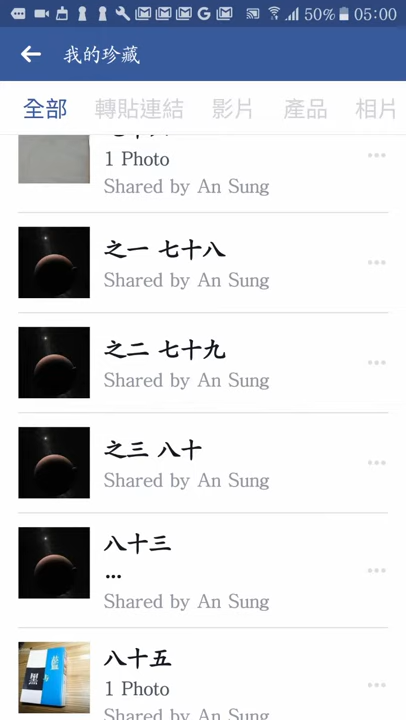 50% 05:00
我的珍藏
全部 轉貼連結 影片 產品 相片
1 Photo
Shared by An Sung
之一 七十八
Shared by An Sung
之二 七十九
Shared by An Sung
之三 八十
Shared by An Sung
八十三
...
Shared by An Sung
八十五
1 Photo
Shared by An Sung